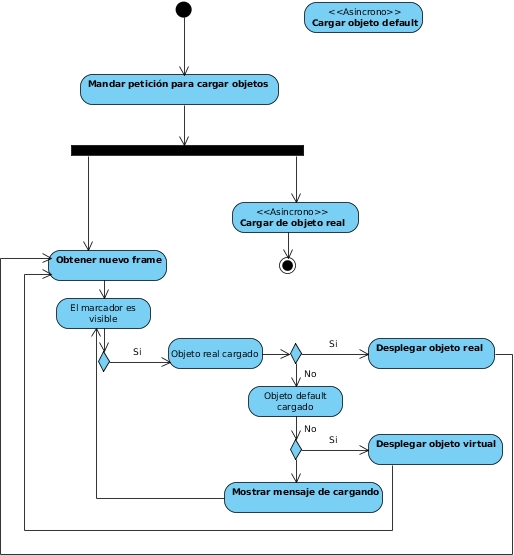 <<Asincrono>>
Cargar objeto default
Mandar petición para cargar objetos
<<Asincrono>>
Cargar de objeto real
Obtener nuevo frame
El marcador es
visible
Si
Objeto real cargado
Si
Desplegar objeto real
No
Objeto default
cargado
No
Si
Desplegar objeto virtual
Mostrar mensaje de cargando